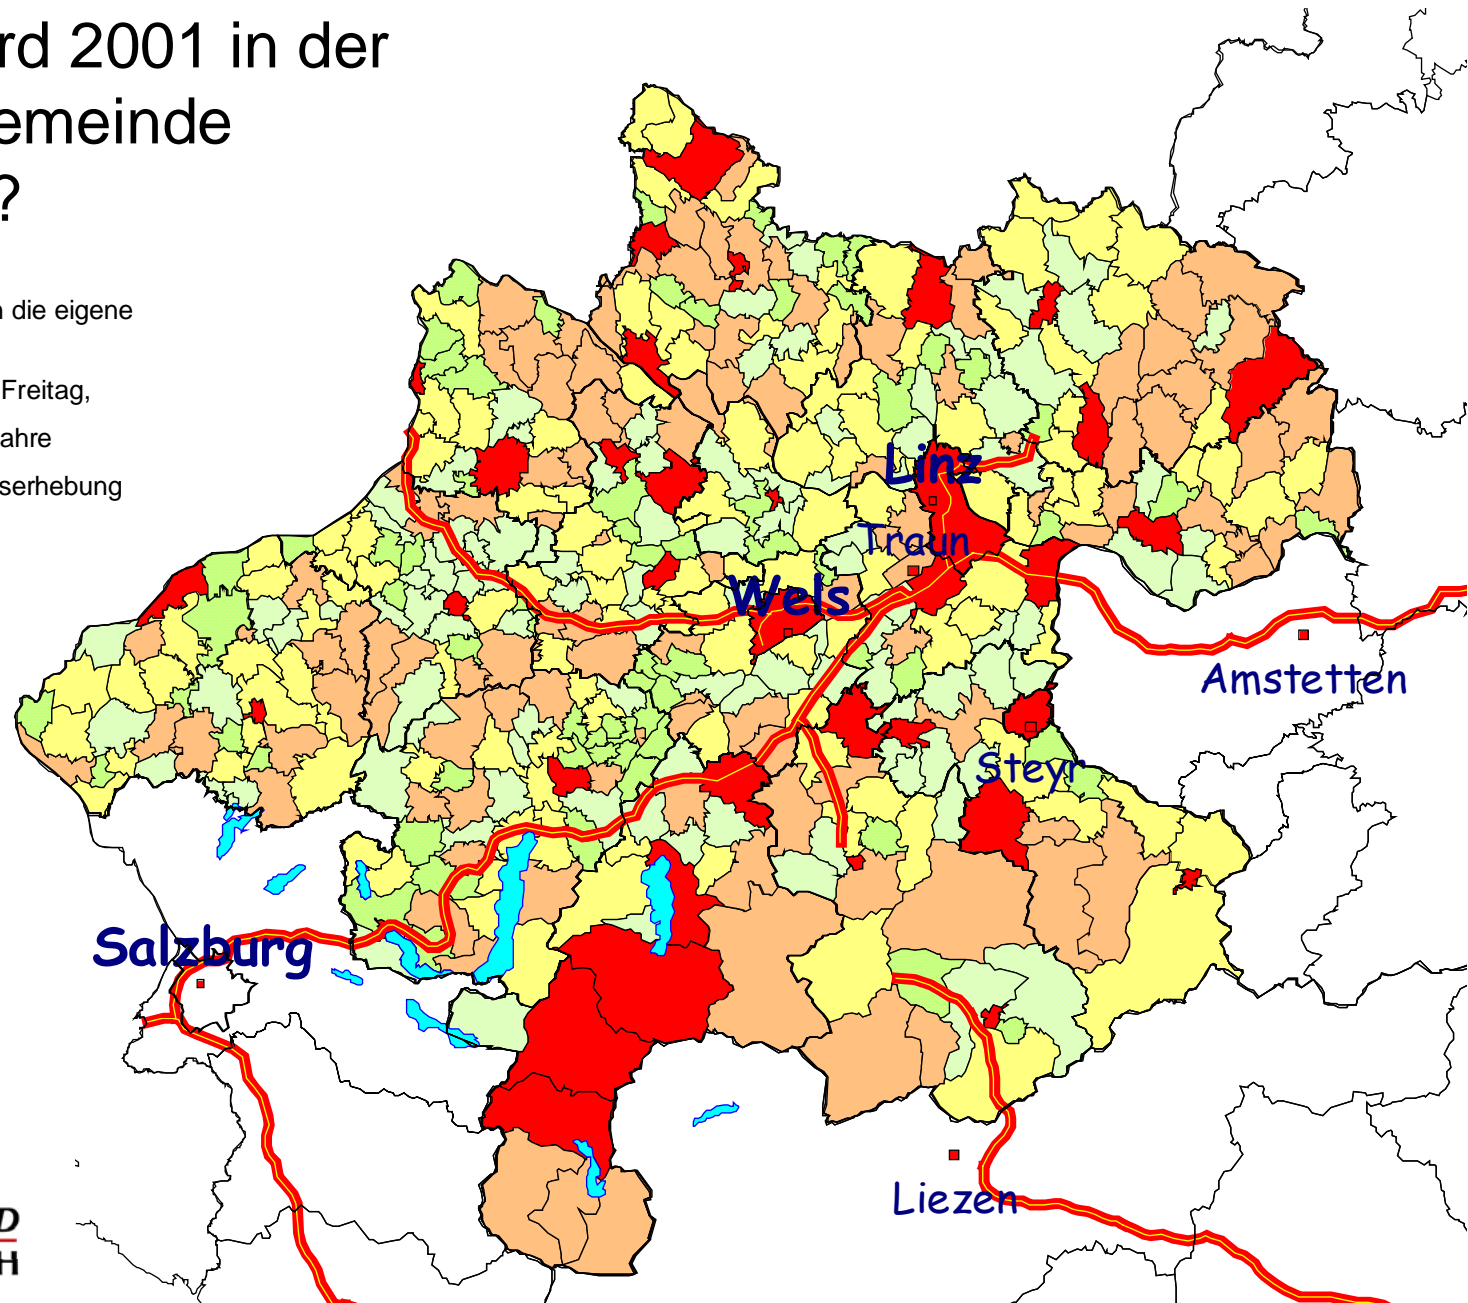 rd 2001 in der
emeinde
?
n die eigene
Freitag,
ahre
serhebung
Linz
Traun
Wels
Amstetten
Steyr
Salzburg
Liezen
D
H